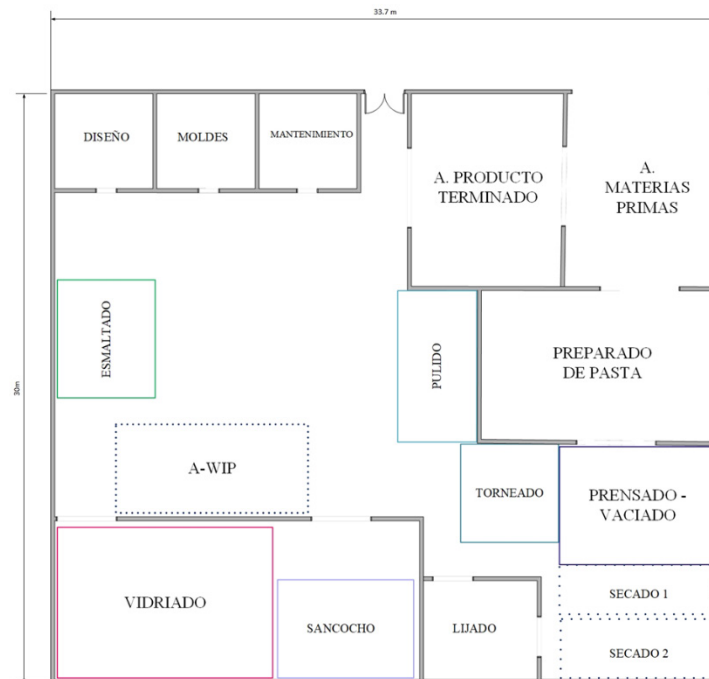 33.7 m
DISEÑO
MOLDES
MANTENIMIENTO
A. PRODUCTO
TERMINADO
A.
MATERIAS
PRIMAS
ESMALTADO
PULIDO
PREPARADO
DE PASTA
30m
A-WIP
TORNEADO
PRENSADO -
VACIADO
VIDRIADO
SANCOCHO
LIJADO
SECADO 1
SECADO 2